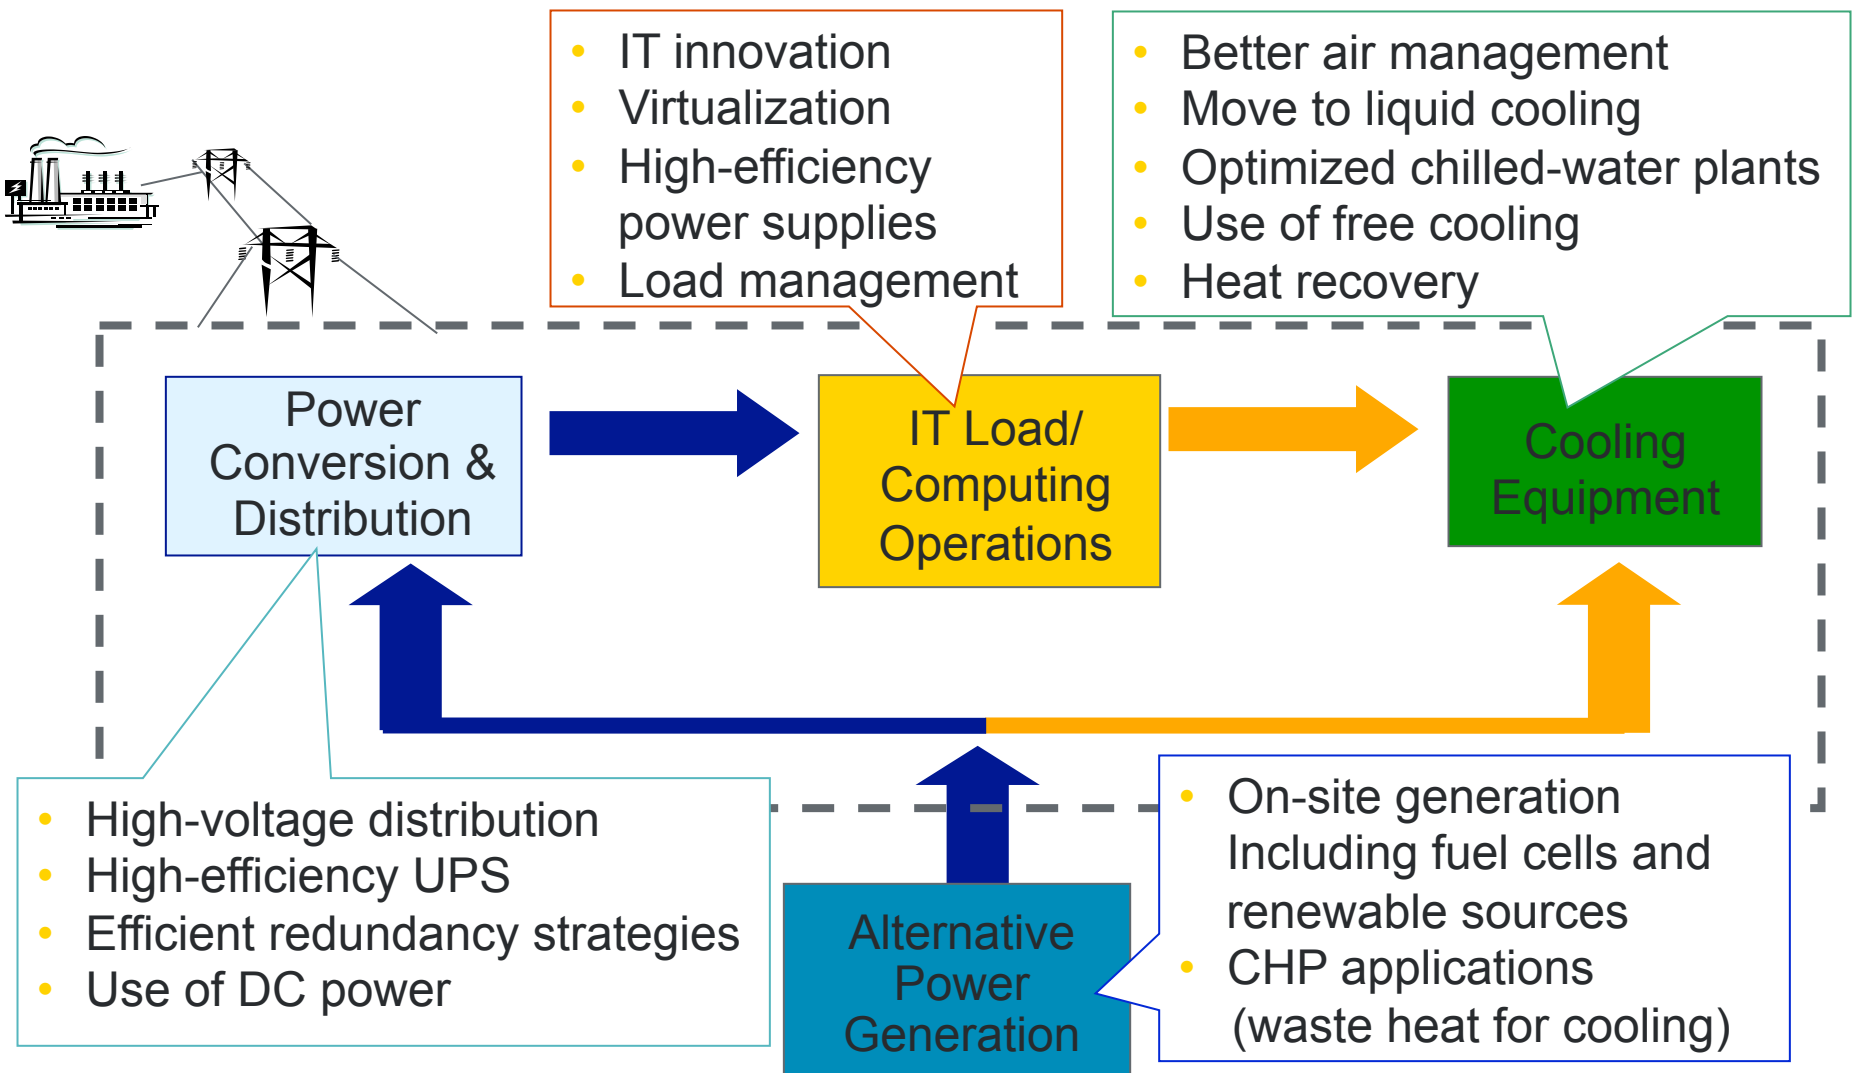 • IT innovation
• Virtualization
• High-efficiency
power supplies
• Load management
• Better air management
• Move to liquid cooling
• Optimized chilled-water plants
• Use of free cooling
• Heat recovery
Power
Conversion &
Distribution
IT Load/
Computing
Operations
Cooling
Equipment
• High-voltage distribution
• High-efficiency UPS
• Efficient redundancy strategies
• Use of DC power
Alternative
Power
Generation
• On-site generation
Including fuel cells and
renewable sources
• CHP applications
(waste heat for cooling)